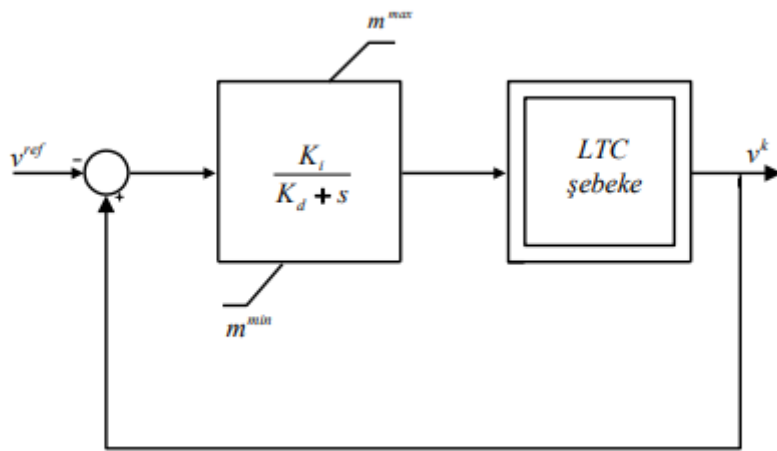 m^max
v^ref
-
+
K_i
K_d + s
LTC
şebeke
v^k
m^min